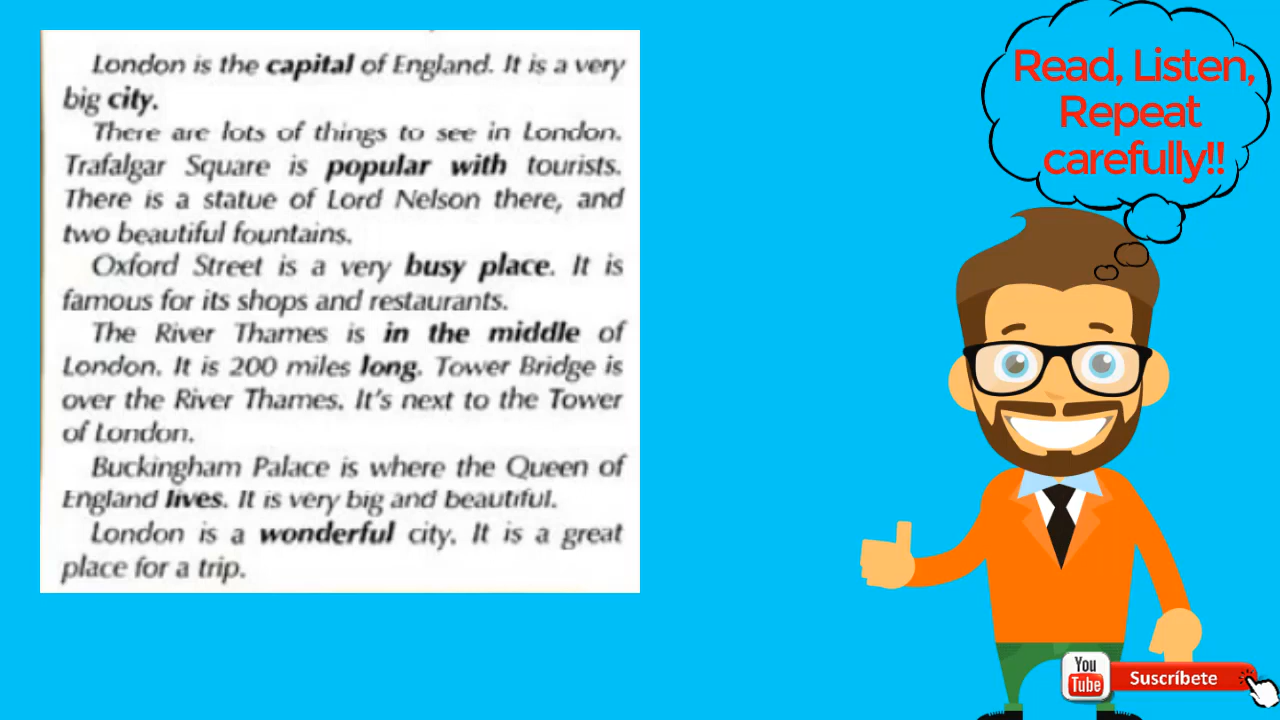 London is the capital of England. It is a very
big city.
There are lots of things to see in London.
Trafalgar Square is popular with tourists.
There is a statue of Lord Nelson there, and
two beautiful fountains.
Oxford Street is a very busy place. It is
famous for its shops and restaurants.
The River Thames is in the middle of
London. It is 200 miles long. Tower Bridge is
over the River Thames. It's next to the Tower
of London.
Buckingham Palace is where the Queen of
England lives. It is very big and beautiful.
London is a wonderful city. It is a great
place for a trip.
Read, Listen,
Repeat
carefully!!
You
Tube
Suscríbete